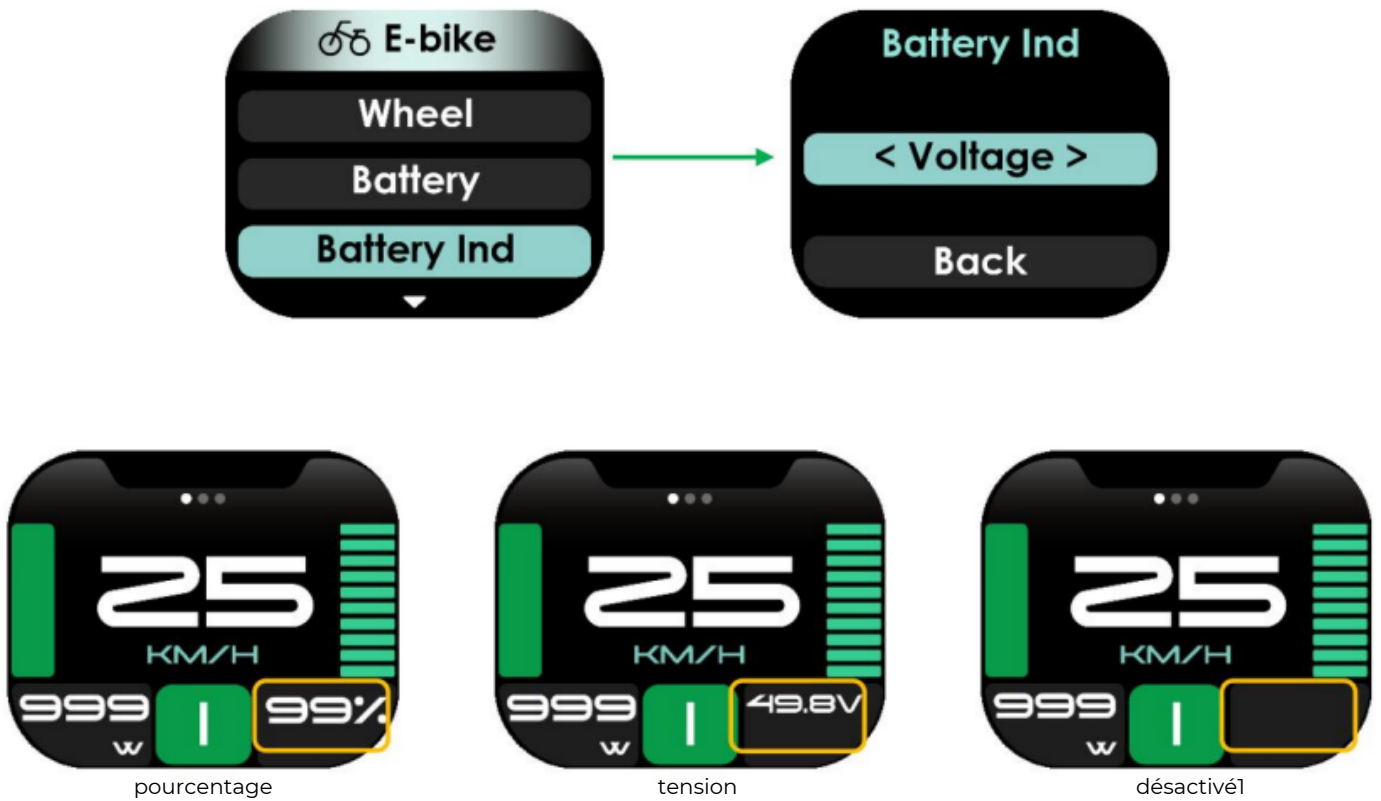 E-bike
Wheel
Battery
Battery Ind
Battery Ind
< Voltage >
Back
25
KM/H
999
W
I
99%
pourcentage
25
KM/H
999
W
I
49.8V
tension
25
KM/H
999
W
I
désactivé1